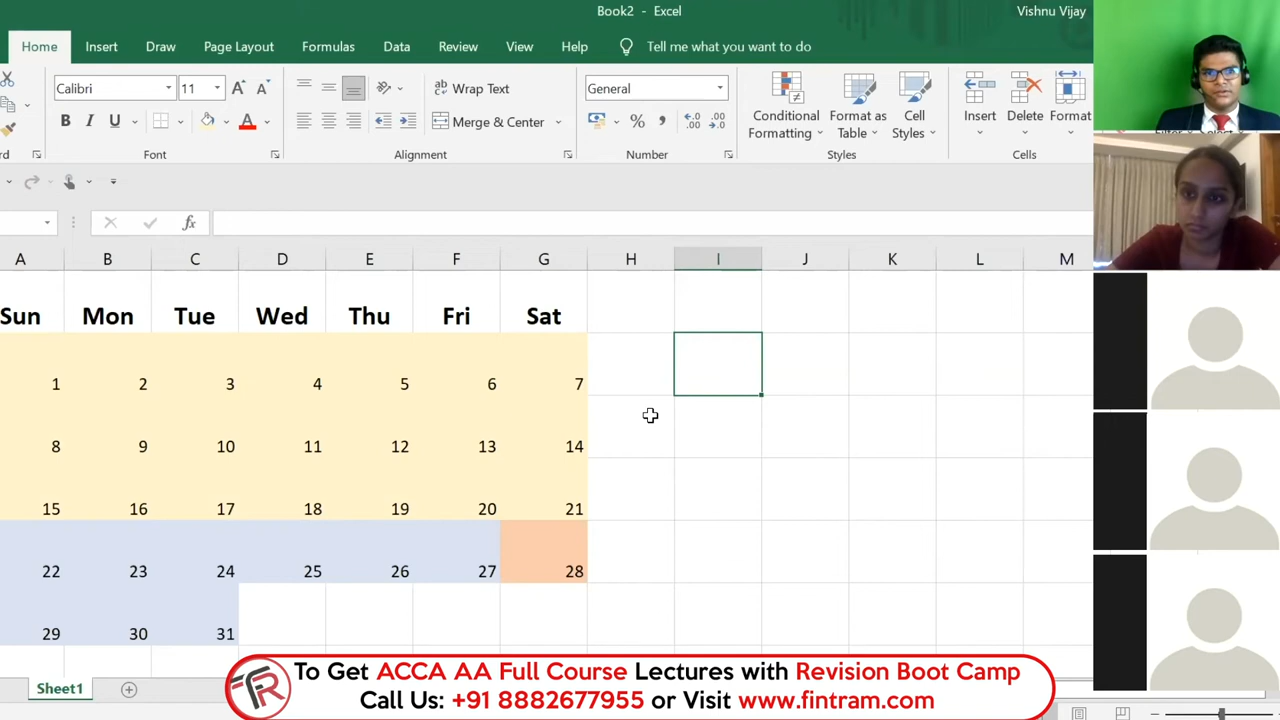 Book2 - Excel
Vishnu Vijay
Home Insert Draw Page Layout Formulas Data Review View Help Tell me what you want to do
Calibri 11 Wrap Text General Conditional Formatting Format as Table Cell Styles Insert Delete Format
B I U Merge & Center %
Font Alignment Number Styles Cells
fx
A B C D E F G H I J K L M
Sun Mon Tue Wed Thu Fri Sat
1 2 3 4 5 6 7
8 9 10 11 12 13 14
15 16 17 18 19 20 21
22 23 24 25 26 27 28
29 30 31
Sheet1
To Get ACCA AA Full Course Lectures with Revision Boot Camp
Call Us: +91 8882677955 or Visit www.fintram.com